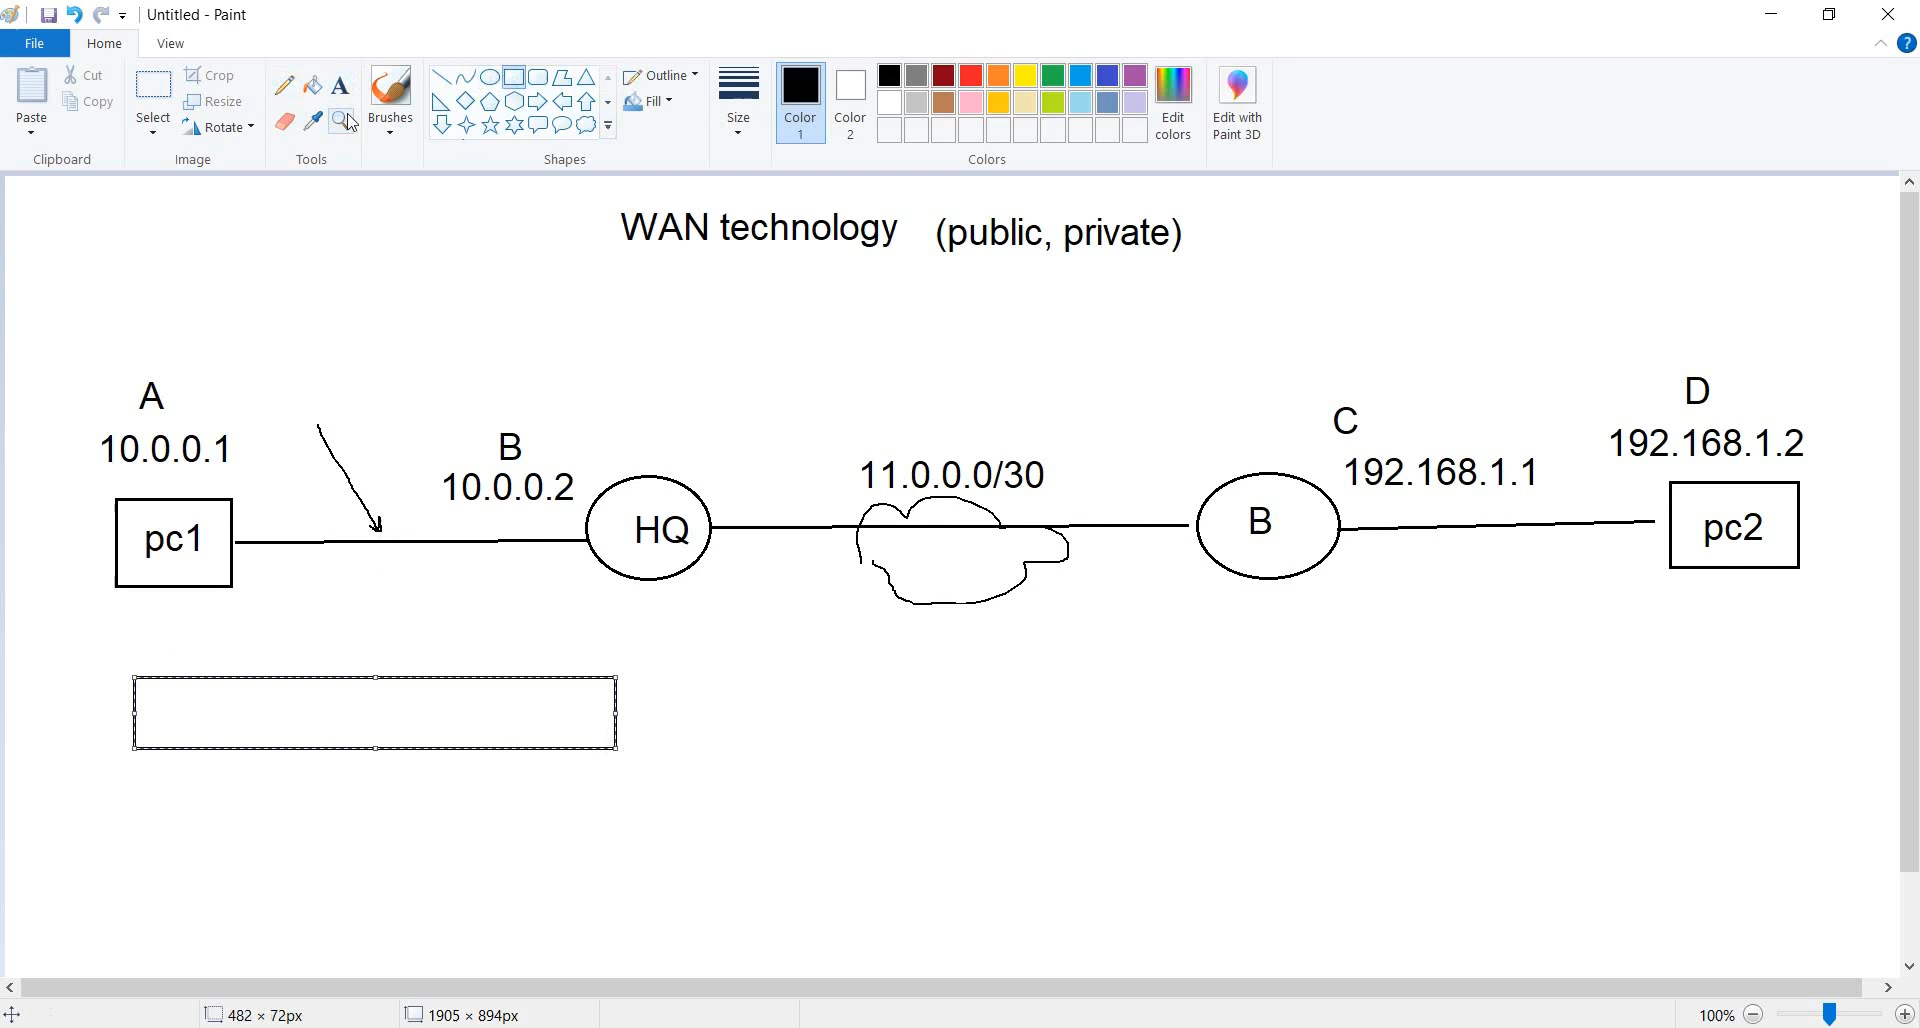 Untitled - Paint
File Home View
Paste
Cut
Copy
Clipboard
Select
Crop
Resize
Rotate
Image
A
Tools
Brushes
Outline
Fill
Shapes
Size
Color 1
Color 2
Edit colors
Edit with Paint 3D
Colors
?
WAN technology (public, private)
A
10.0.0.1
B
10.0.0.2
11.0.0.0/30
C
192.168.1.1
D
192.168.1.2
pc1
HQ
B
pc2
482 × 72px
1905 × 894px
100%